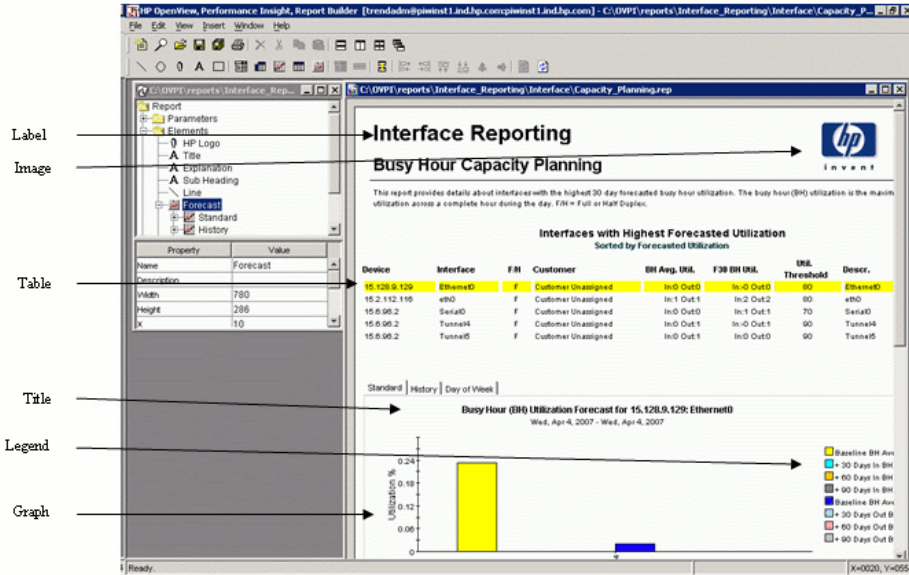 HP OpenView, Performance Insight, Report Builder [trendadm@piwinst1.ind.hp.com:piwinst1.ind.hp.com] - C:\OVPI\reports\Interface_Reporting\Interface\Capacity_P...
File Edit View Insert Window Help
C:\OVPI\reports\Interface_Rep...
Report
Parameters
Elements
HP Logo
Title
Explanation
Sub Heading
Line
Forecast
Standard
History
Property Value
Name Forecast
Description
Width 780
Height 286
X 10
C:\OVPI\reports\Interface_Reporting\Interface\Capacity_Planning.rep
Interface Reporting
Busy Hour Capacity Planning
hp
invent
This report provides details about interfaces with the highest 30 day forecasted busy hour utilization. The busy hour (BH) utilization is the maxim
utilization across a complete hour during the day. F/H = Full or Half Duplex.
Interfaces with Highest Forecasted Utilization
Sorted by Forecasted Utilization
Device Interface F/H Customer BH Avg. Util. F30 BH Util. Util. Threshold Descr.
15.128.9.129 Ethernet0 F Customer Unassigned In:0 Out:0 In:-0 Out:0 80 Ethernet0
15.2.112.116 eth0 F Customer Unassigned In:1 Out:1 In:2 Out:2 80 eth0
15.6.96.2 Serial0 F Customer Unassigned In:0 Out:0 In:1 Out:1 70 Serial0
15.6.96.2 Tunnel4 F Customer Unassigned In:0 Out:1 In:-0 Out:1 90 Tunnel4
15.6.96.2 Tunnel5 F Customer Unassigned In:0 Out:1 In:0 Out:0 90 Tunnel5
Standard History Day of Week
Busy Hour (BH) Utilization Forecast for 15.128.9.129: Ethernet0
Wed, Apr 4, 2007 - Wed, Apr 4, 2007
Utilization %
0.24
0.18
0.12
0.06
0
Baseline BH Ave
+ 30 Days In BH
+ 60 Days In BH
+ 90 Days In BH
Baseline BH Ave
+ 30 Days Out B
+ 60 Days Out B
+ 90 Days Out B
Ready.
X=0020, Y=055
Label
Image
Table
Title
Legend
Graph